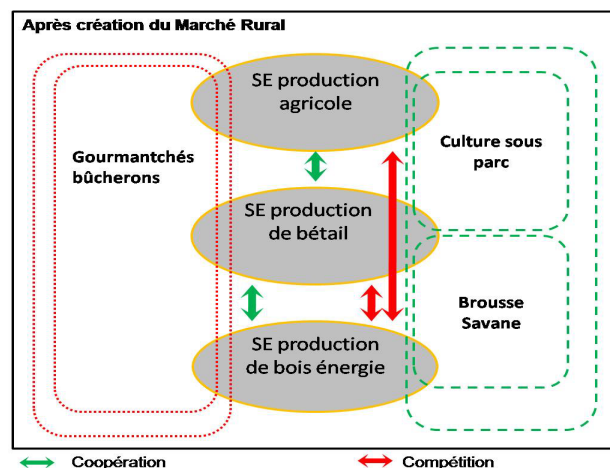 Après création du Marché Rural
SE production
agricole
Gourmantchés
bûcherons
Culture sous
parc
SE production
de bétail
Brousse
Savane
SE production
de bois énergie
Coopération
Compétition